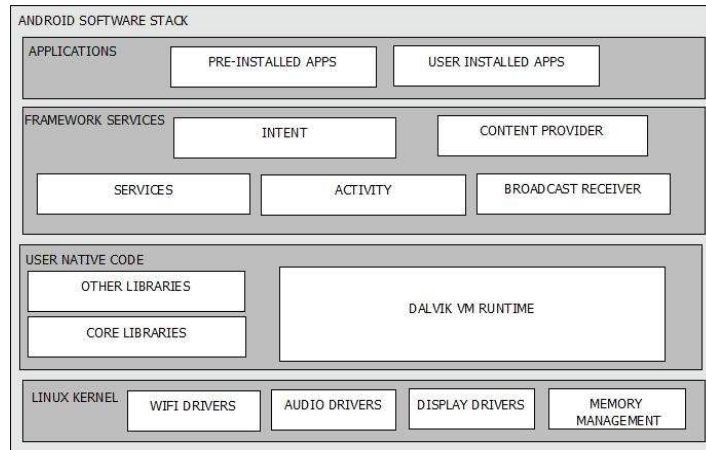 ANDROID SOFTWARE STACK
APPLICATIONS
PRE-INSTALLED APPS
USER INSTALLED APPS
FRAMEWORK SERVICES
INTENT
CONTENT PROVIDER
SERVICES
ACTIVITY
BROADCAST RECEIVER
USER NATIVE CODE
OTHER LIBRARIES
CORE LIBRARIES
DALVIK VM RUNTIME
LINUX KERNEL
WIFI DRIVERS
AUDIO DRIVERS
DISPLAY DRIVERS
MEMORY
MANAGEMENT